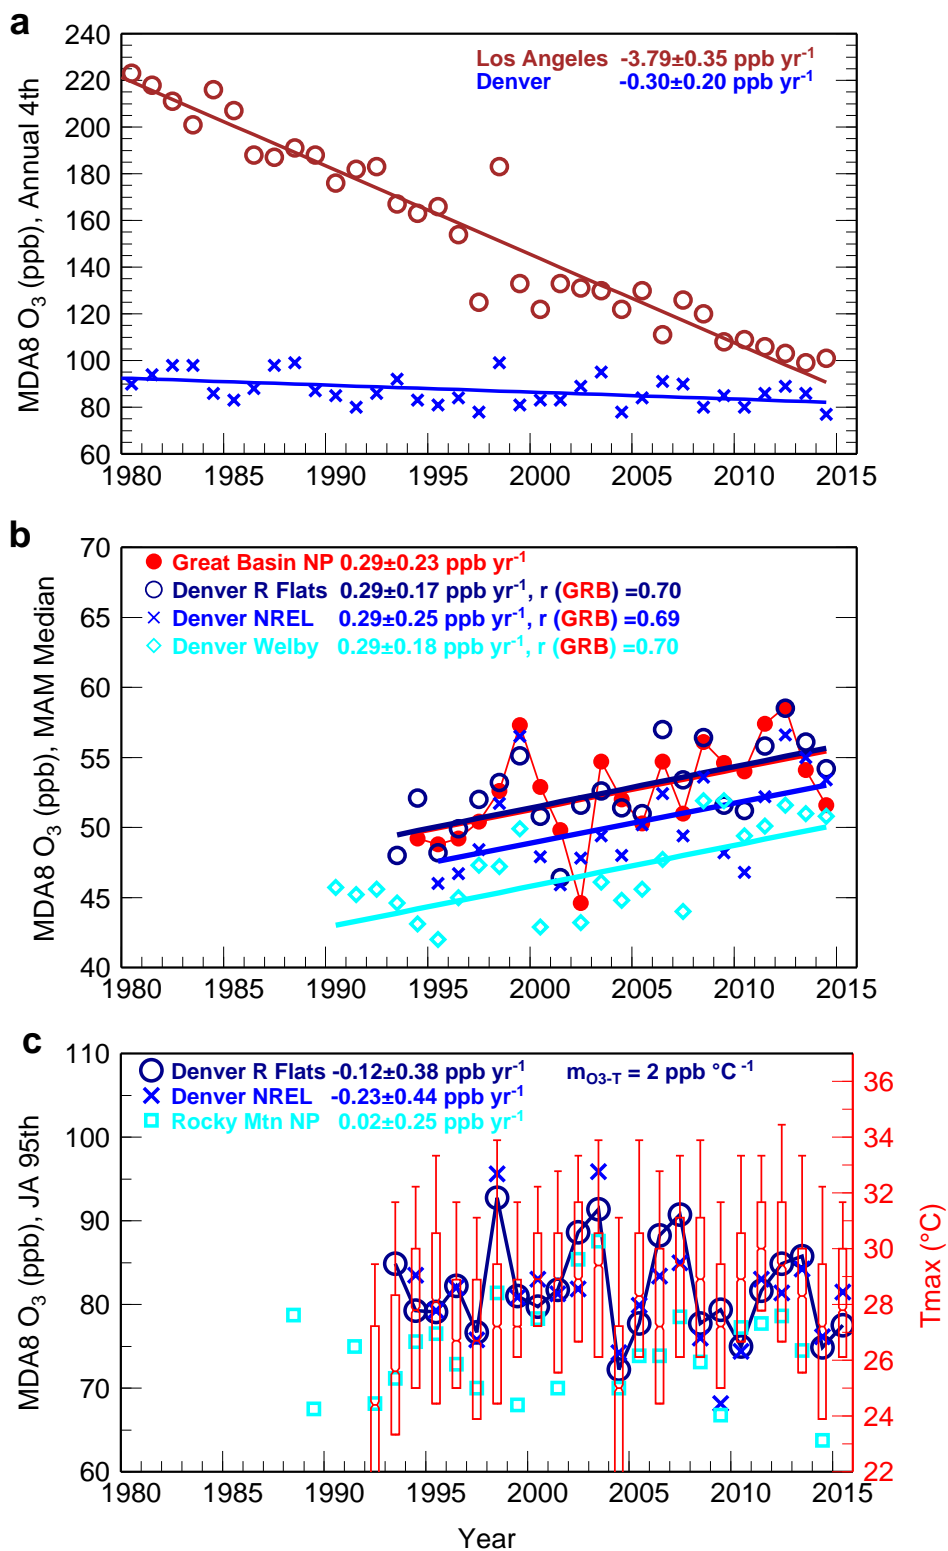 a
240
220
200
180
160
140
120
100
80
60
MDA8 O3 (ppb), Annual 4th
Los Angeles -3.79±0.35 ppb yr-1
Denver -0.30±0.20 ppb yr-1
1980 1985 1990 1995 2000 2005 2010 2015
b
70
65
60
55
50
45
40
MDA8 O3 (ppb), MAM Median
Great Basin NP 0.29±0.23 ppb yr-1
Denver R Flats 0.29±0.17 ppb yr-1, r (GRB) =0.70
Denver NREL 0.29±0.25 ppb yr-1, r (GRB) =0.69
Denver Welby 0.29±0.18 ppb yr-1, r (GRB) =0.70
1980 1985 1990 1995 2000 2005 2010 2015
c
110
100
90
80
70
60
MDA8 O3 (ppb), JA 95th
Denver R Flats -0.12±0.38 ppb yr-1
mO3-T = 2 ppb °C -1
Denver NREL -0.23±0.44 ppb yr-1
Rocky Mtn NP 0.02±0.25 ppb yr-1
36
34
32
30
28
26
24
22
Tmax (°C)
1980 1985 1990 1995 2000 2005 2010 2015
Year